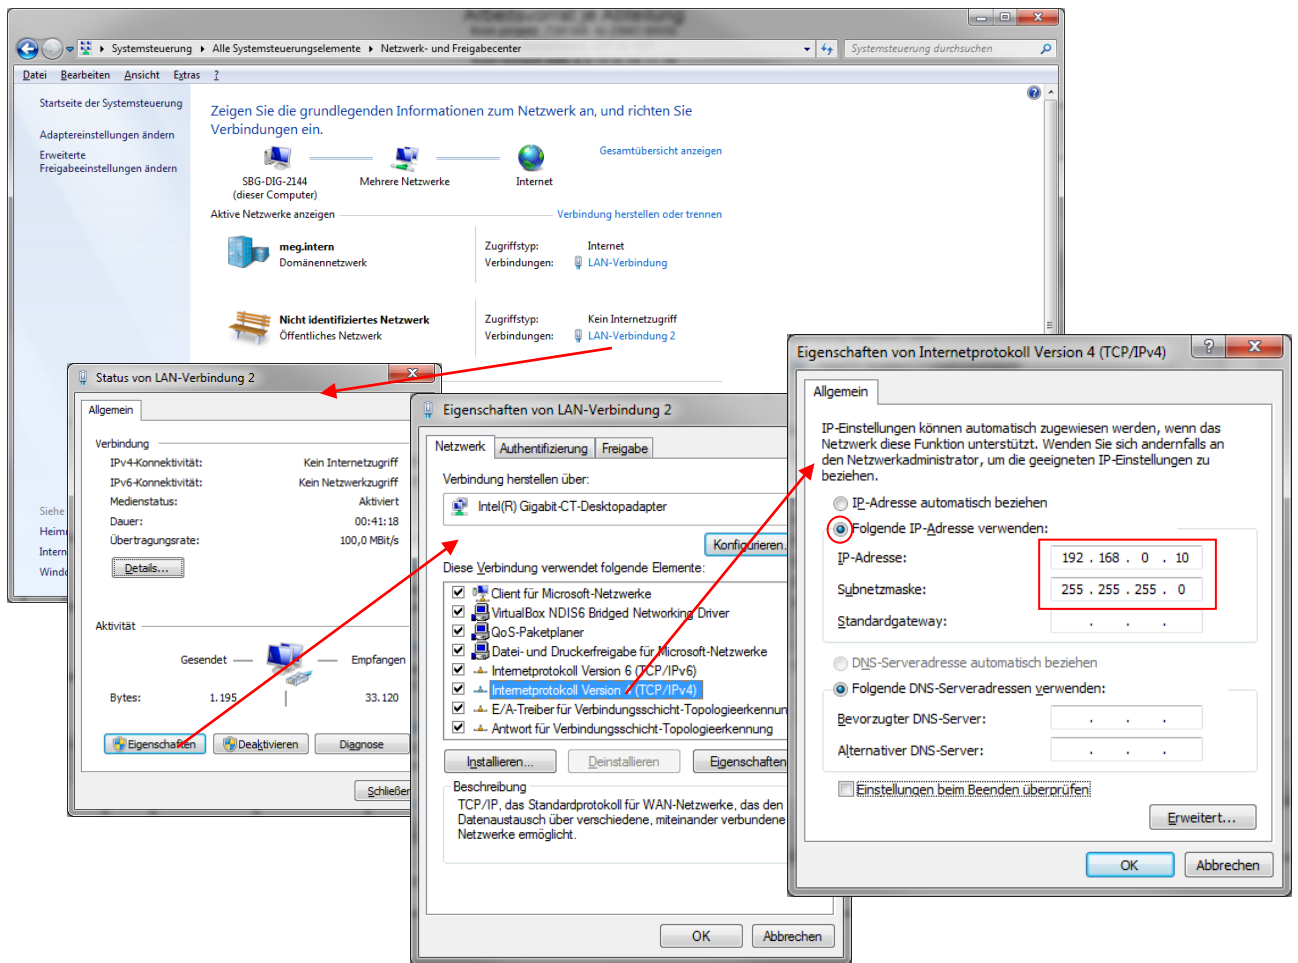 Arbeitsvorrat je Abteilung
Systemsteuerung
Alle Systemsteuerungselemente
Netzwerk- und Freigabecenter
Systemsteuerung durchsuchen
Datei Bearbeiten Ansicht Extras ?
Startseite der Systemsteuerung
Adaptereinstellungen ändern
Erweiterte
Freigabeeinstellungen ändern
Siehe
Heim
Intern
Zeigen Sie die grundlegenden Informationen zum Netzwerk an, und richten Sie
Verbindungen ein.
Gesamtübersicht anzeigen
SBG-DIG-2144 Mehrere Netzwerke Internet
(dieser Computer)
Aktive Netzwerke anzeigen Verbindung herstellen oder trennen
meg.intern Zugriffstyp: Internet
Domänennetzwerk Verbindungen: LAN-Verbindung
Nicht identifiziertes Netzwerk Zugriffstyp: Kein Internetzugriff
Öffentliches Netzwerk Verbindungen: LAN-Verbindung 2
Status von LAN-Verbindung 2
Allgemein
Verbindung
IPv4-Konnektivität: Kein Internetzugriff
IPv6-Konnektivität: Kein Netzwerkzugriff
Medienstatus: Aktiviert
Dauer: 00:41:18
Übertragungsrate: 100,0 MBit/s
Details...
Aktivität
Gesendet Empfangen
Bytes: 1.195 33.120
Eigenschaften Deaktivieren Diagnose
Schließen
Eigenschaften von LAN-Verbindung 2
Netzwerk Authentifizierung Freigabe
Verbindung herstellen über:
Intel(R) Gigabit-CT-Desktopadapter
Konfigurieren.
Diese Verbindung verwendet folgende Elemente:
Client für Microsoft-Netzwerke
VirtualBox NDIS6 Bridged Networking Driver
QoS-Paketplaner
Datei- und Druckerfreigabe für Microsoft-Netzwerke
Internetprotokoll Version 6 (TCP/IPv6)
Internetprotokoll Version 4 (TCP/IPv4)
E/A-Treiber für Verbindungsschicht-Topologieerkennun
Antwort für Verbindungsschicht-Topologieerkennung
Installieren... Deinstallieren Eigenschaften
Beschreibung
TCP/IP, das Standardprotokoll für WAN-Netzwerke, das den
Datenaustausch über verschiedene, miteinander verbundene
Netzwerke ermöglicht.
OK Abbrechen
Eigenschaften von Internetprotokoll Version 4 (TCP/IPv4)
Allgemein
IP-Einstellungen können automatisch zugewiesen werden, wenn das
Netzwerk diese Funktion unterstützt. Wenden Sie sich andernfalls an
den Netzwerkadministrator, um die geeigneten IP-Einstellungen zu
beziehen.
IP-Adresse automatisch beziehen
Folgende IP-Adresse verwenden:
IP-Adresse: 192 . 168 . 0 . 10
Subnetzmaske: 255 . 255 . 255 . 0
Standardgateway: . . .
DNS-Serveradresse automatisch beziehen
Folgende DNS-Serveradressen verwenden:
Bevorzugter DNS-Server: . . .
Alternativer DNS-Server: . . .
Einstellungen beim Beenden überprüfen
Erweitert...
OK Abbrechen